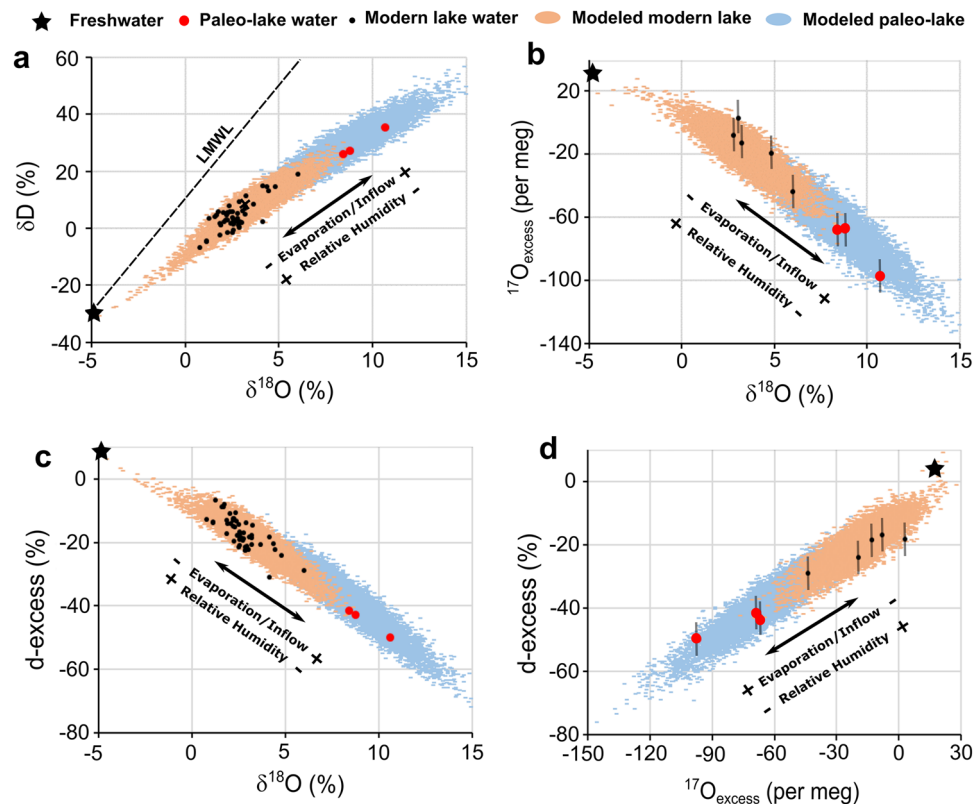 Freshwater Paleo-lake water Modern lake water Modeled modern lake Modeled paleo-lake
a
60
40
20
0
-20
-40
-5 0 5 10 15
δD (%)
δ¹⁸O (%)
LMWL
- Evaporation/Inflow +
+ Relative Humidity -
b
20
-20
-60
-100
-140
-5 0 5 10 15
¹⁷Oexcess (per meg)
δ¹⁸O (%)
- Evaporation/Inflow +
+ Relative Humidity -
c
0
-20
-40
-60
-80
-5 0 5 10 15
d-excess (%)
δ¹⁸O (%)
- Evaporation/Inflow +
+ Relative Humidity -
d
0
-20
-40
-60
-80
-150 -120 -90 -60 -30 0 30
d-excess (%)
¹⁷Oexcess (per meg)
+ Evaporation/Inflow -
- Relative Humidity +